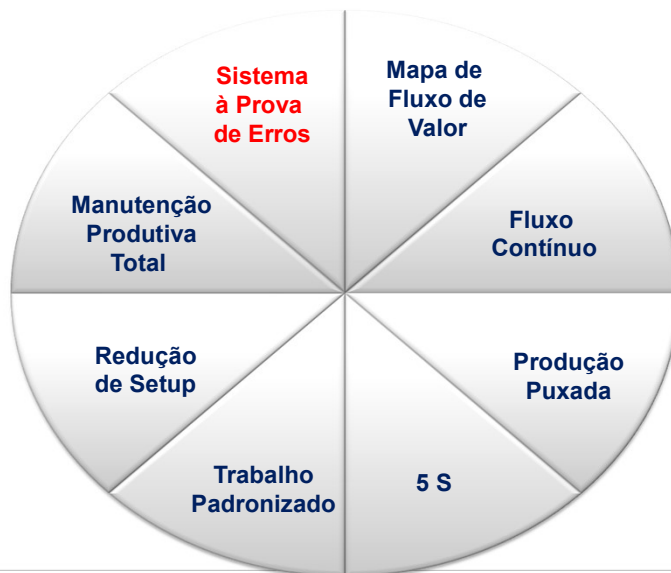 Sistema
à Prova
de Erros
Mapa de
Fluxo de
Valor
Manutenção
Produtiva
Total
Fluxo
Contínuo
Redução
de Setup
Produção
Puxada
Trabalho
Padronizado
5 S